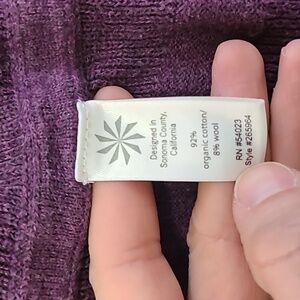 Designed in
Sonoma County,
California
92%
organic cotton/
8% wool
RN #54023
Style #265964